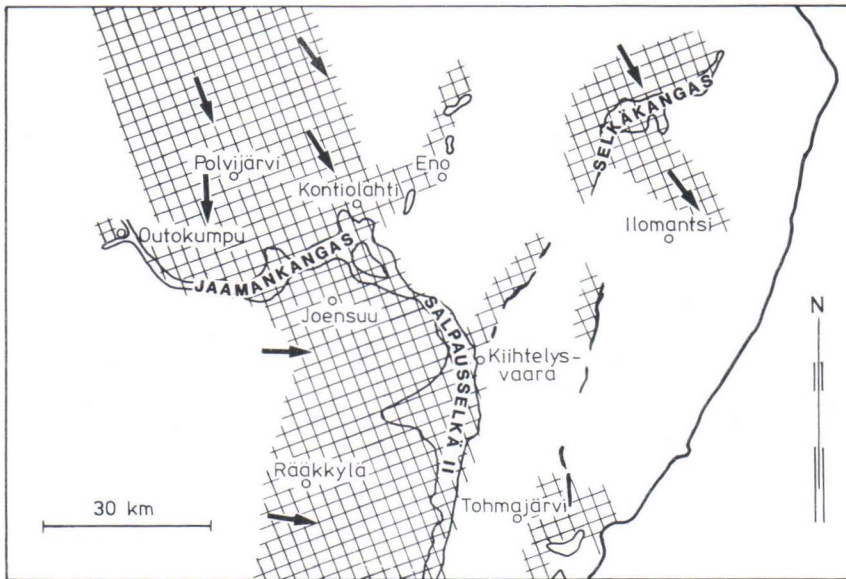 Polvijärvi
Eno
Kontiolahti
SELKÄKANGAS
Outokumpu
Ilomantsi
JAAMANKANGAS
Joensuu
SALPAUSSELKÄ II
N
Kiihtelys-
vaara
Rääkkylä
30 km
Tohmajärvi